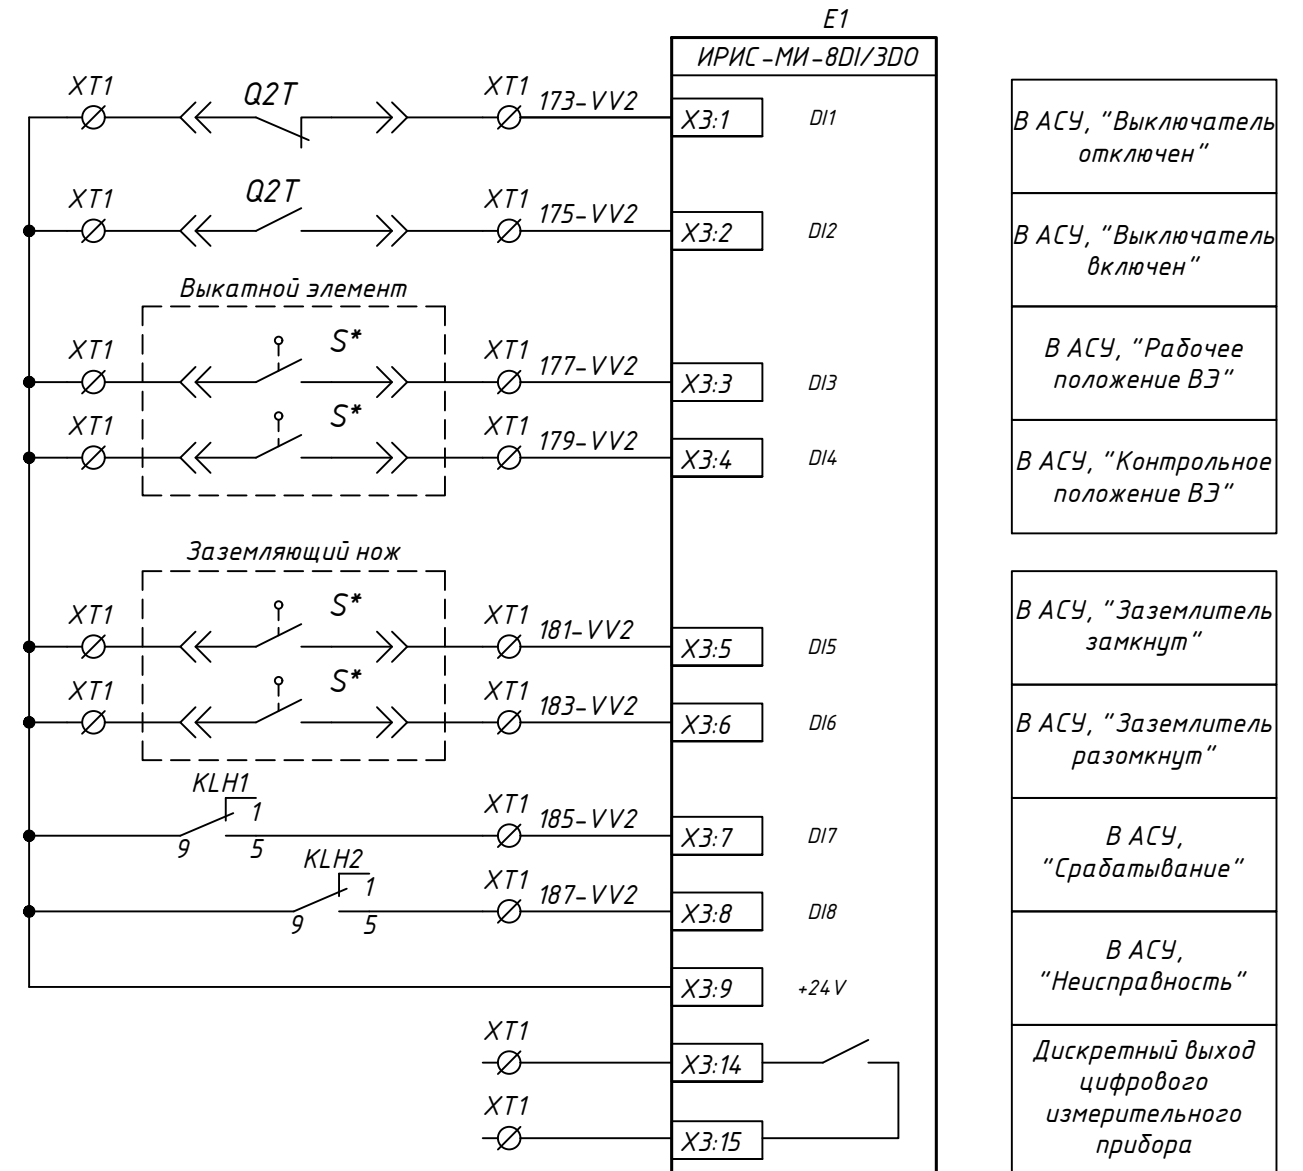 E1
ИРИС-МИ-8DI/3DO
XT1 Q2T XT1 173-VV2 X3:1 DI1
В АСУ, "Выключатель
отключен"
XT1 Q2T XT1 175-VV2 X3:2 DI2
В АСУ, "Выключатель
включен"
Выкатной элемент
XT1 S* XT1 177-VV2 X3:3 DI3
В АСУ, "Рабочее
положение ВЭ"
XT1 S* XT1 179-VV2 X3:4 DI4
В АСУ, "Контрольное
положение ВЭ"
Заземляющий нож
XT1 S* XT1 181-VV2 X3:5 DI5
В АСУ, "Заземлитель
замкнут"
XT1 S* XT1 183-VV2 X3:6 DI6
В АСУ, "Заземлитель
разомкнут"
KLH1 1 9 5 XT1 185-VV2 X3:7 DI7
В АСУ,
"Срабатывание"
KLH2 1 9 5 XT1 187-VV2 X3:8 DI8
В АСУ,
"Неисправность"
X3:9 +24V
XT1 X3:14
XT1 X3:15
Дискретный выход
цифрового
измерительного
прибора